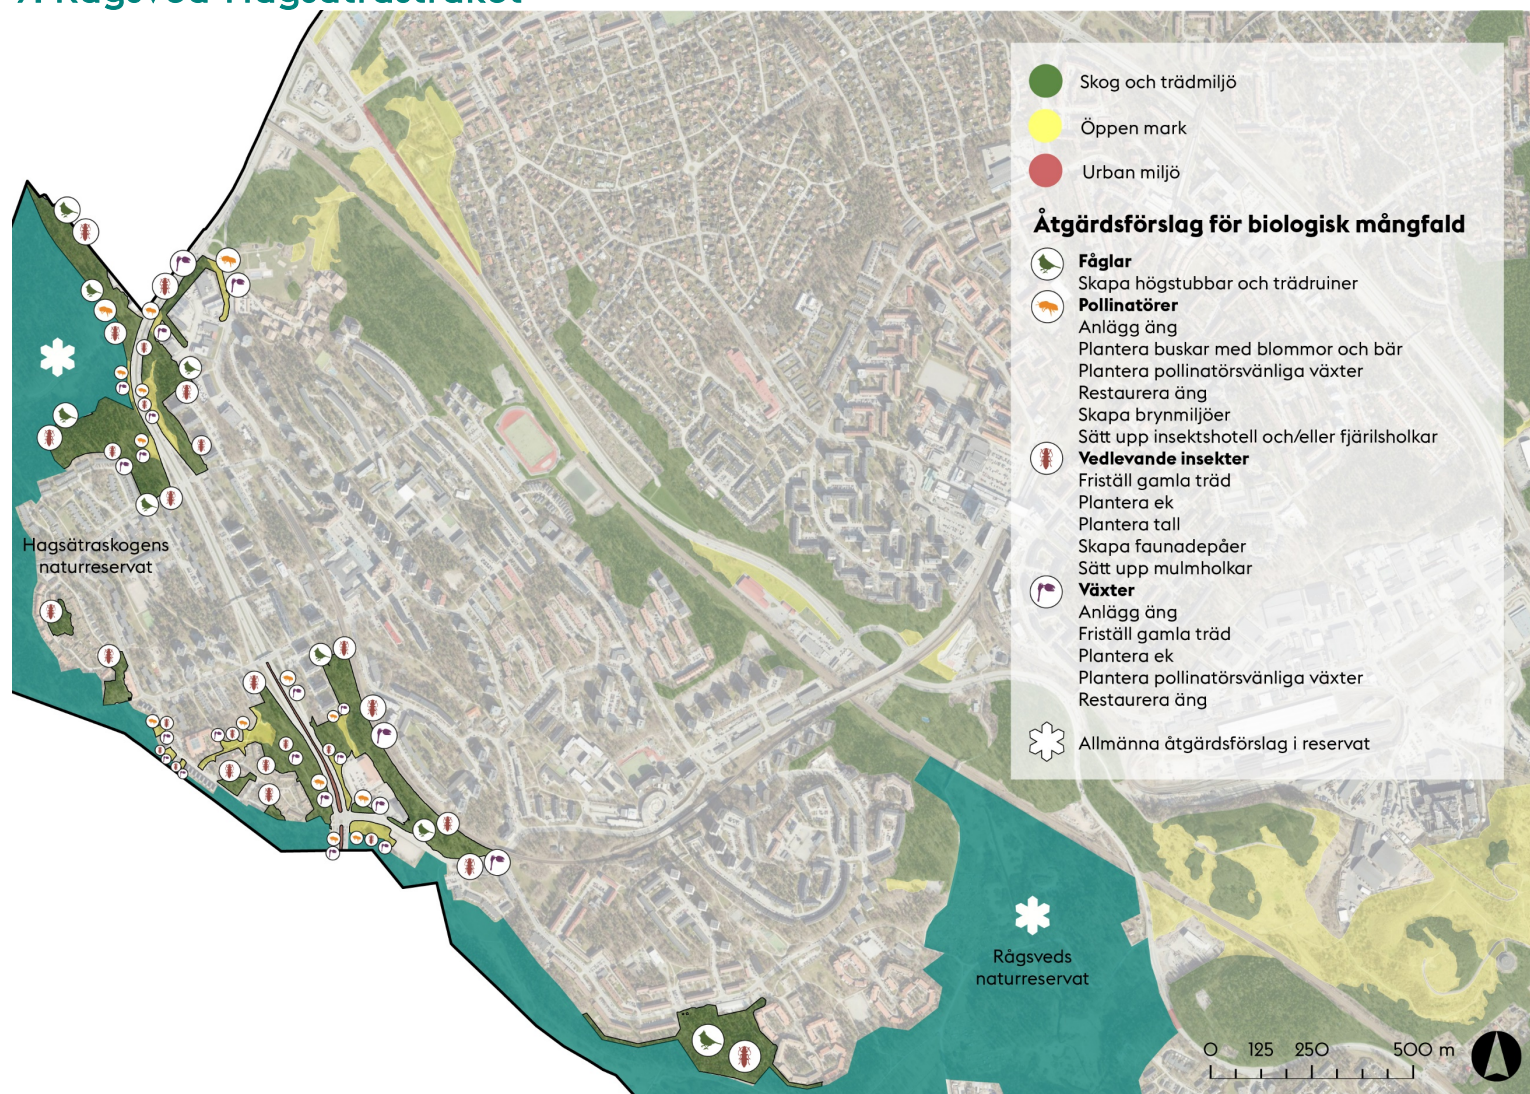 Skog och trädmiljö
Öppen mark
Urban miljö
Åtgärdsförslag för biologisk mångfald
Fåglar
Skapa högstubbar och trädruiner
Pollinatörer
Anlägg äng
Plantera buskar med blommor och bär
Plantera pollinatörsvänliga växter
Restaurera äng
Skapa brynmiljöer
Sätt upp insektshotell och/eller fjärilsholkar
Vedlevande insekter
Friställ gamla träd
Plantera ek
Plantera tall
Skapa faunadepåer
Sätt upp mulmholkar
Växter
Anlägg äng
Friställ gamla träd
Plantera ek
Plantera pollinatörsvänliga växter
Restaurera äng
Allmänna åtgärdsförslag i reservat
Hagsätraskogens
naturreservat
Rågsveds
naturreservat
0 125 250 500 m